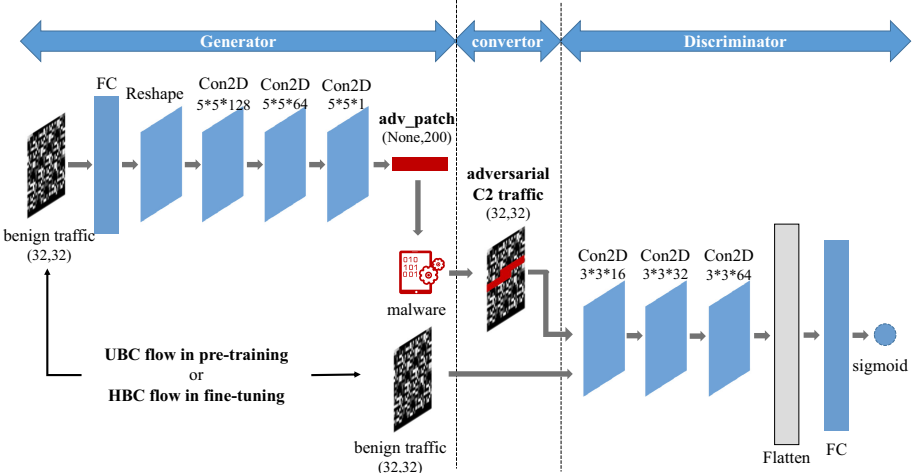 Generator
convertor
Discriminator
FC
Reshape
Con2D
5*5*128
Con2D
5*5*64
Con2D
5*5*1
adv_patch
(None,200)
benign traffic
(32,32)
010
101
001
malware
adversarial
C2 traffic
(32,32)
UBC flow in pre-training
or
HBC flow in fine-tuning
benign traffic
(32,32)
Con2D
3*3*16
Con2D
3*3*32
Con2D
3*3*64
Flatten
FC
sigmoid